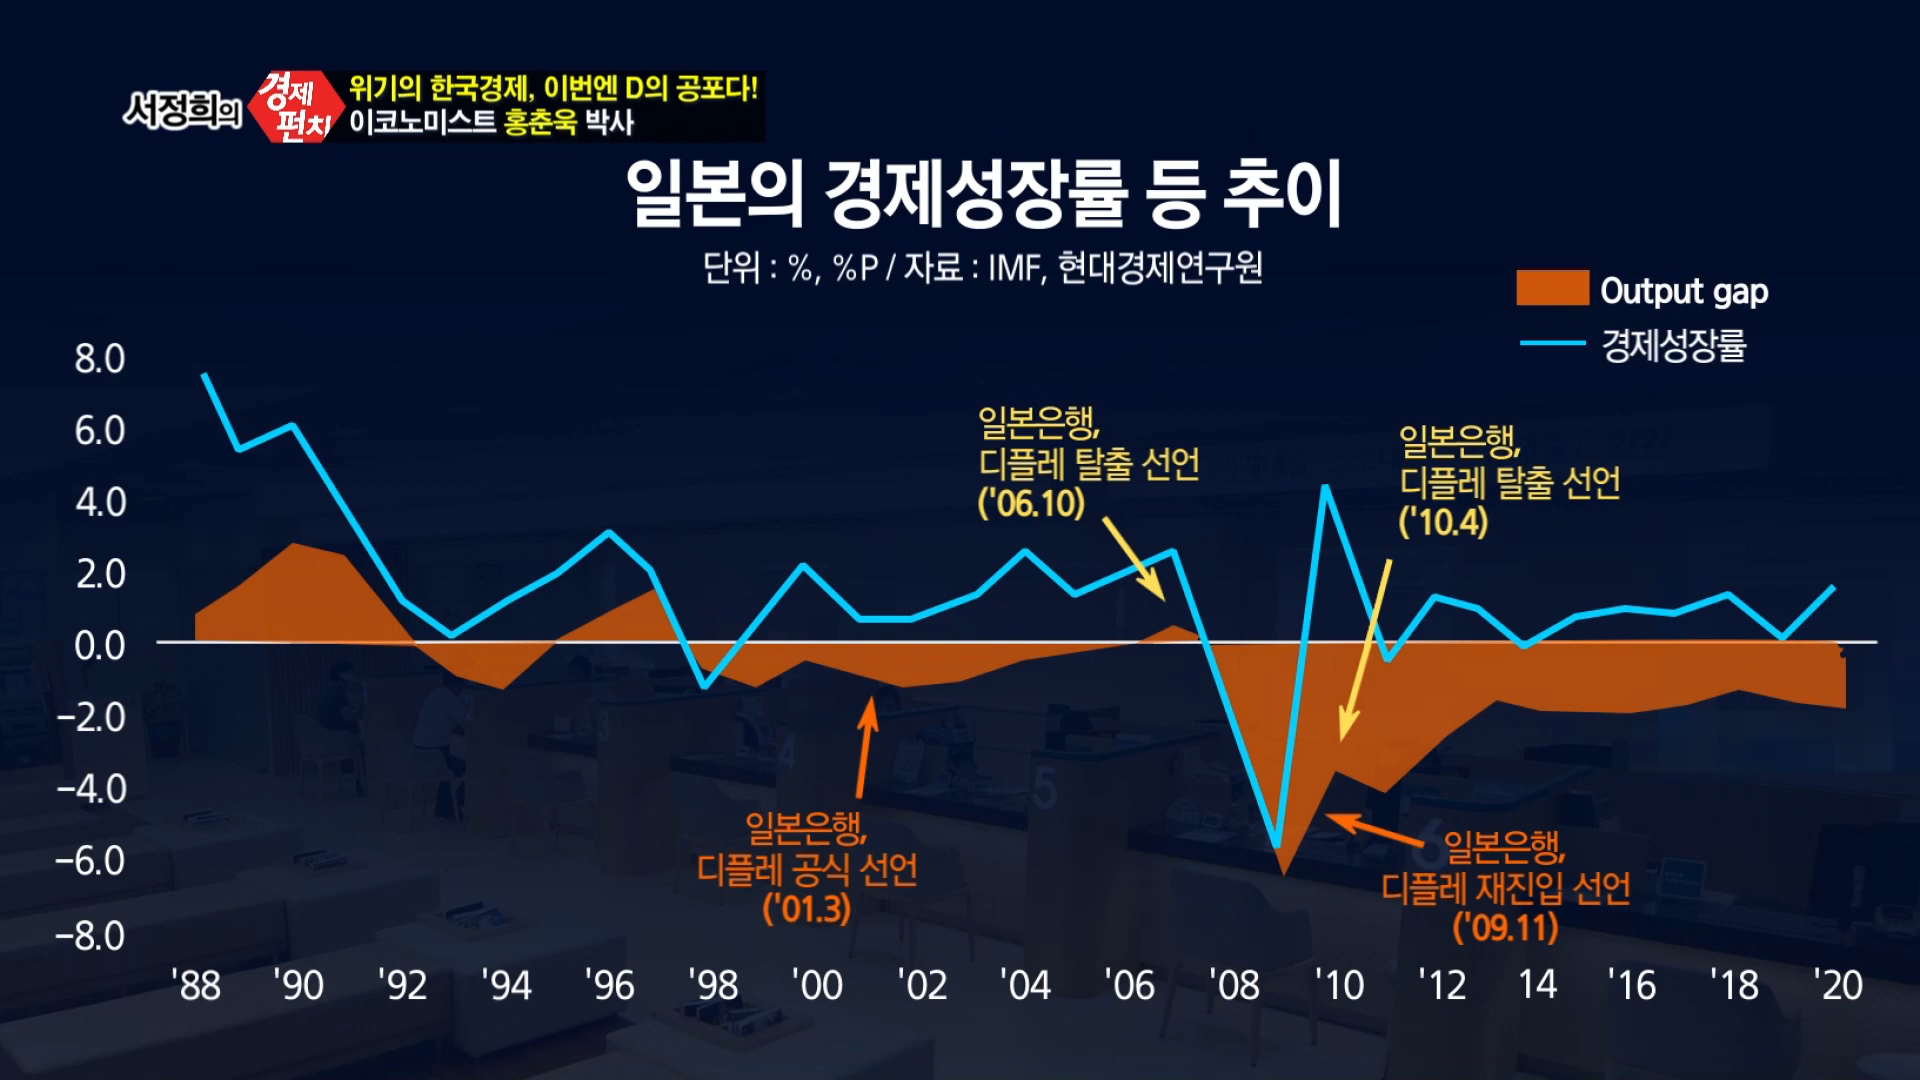 서정희의
경제
펀치
위기의 한국경제, 이번엔 D의 공포다!
이코노미스트 홍춘욱 박사
일본의 경제성장률 등 추이
단위 : %, %P / 자료 : IMF, 현대경제연구원
Output gap
경제성장률
8.0
6.0
4.0
2.0
0.0
−2.0
−4.0
−6.0
−8.0
일본은행,
디플레 탈출 선언
('06.10)
일본은행,
디플레 탈출 선언
('10.4)
일본은행,
디플레 공식 선언
('01.3)
일본은행,
디플레 재진입 선언
('09.11)
'88 '90 '92 '94 '96 '98 '00 '02 '04 '06 '08 '10 '12 14 '16 '18 '20
4
5
6